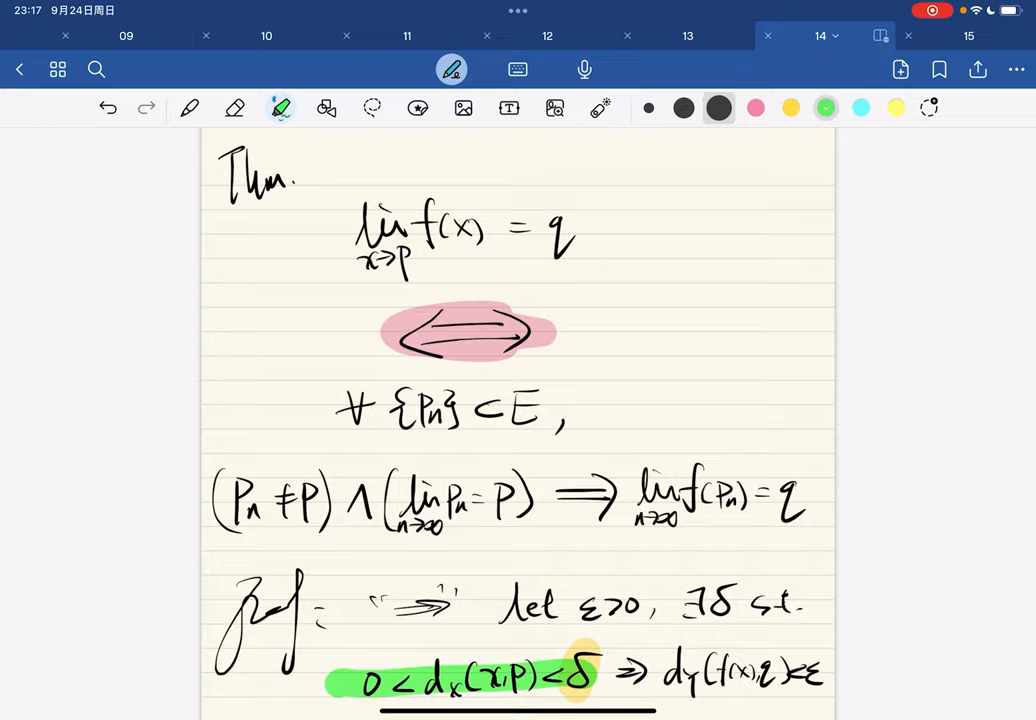 23:17 9月24日周日
09 10 11 12 13 14 15
Thm.
lim f(x) = q
x→p
⟺
∀ {Pn} ⊂ E ,
(Pn ≠ P) ∧ (lim Pn = P) ⟹ lim f(Pn) = q
n→∞ n→∞
Prf: "⇒" let ε>0, ∃δ s.t.
0 < dx(x,p) < δ ⇒ dY(f(x),q)<ε